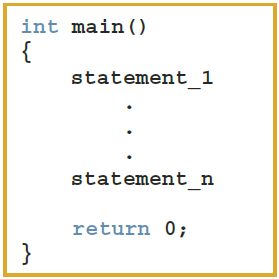 int main()
{
    statement_1
        .
        .
        .
    statement_n

    return 0;
}